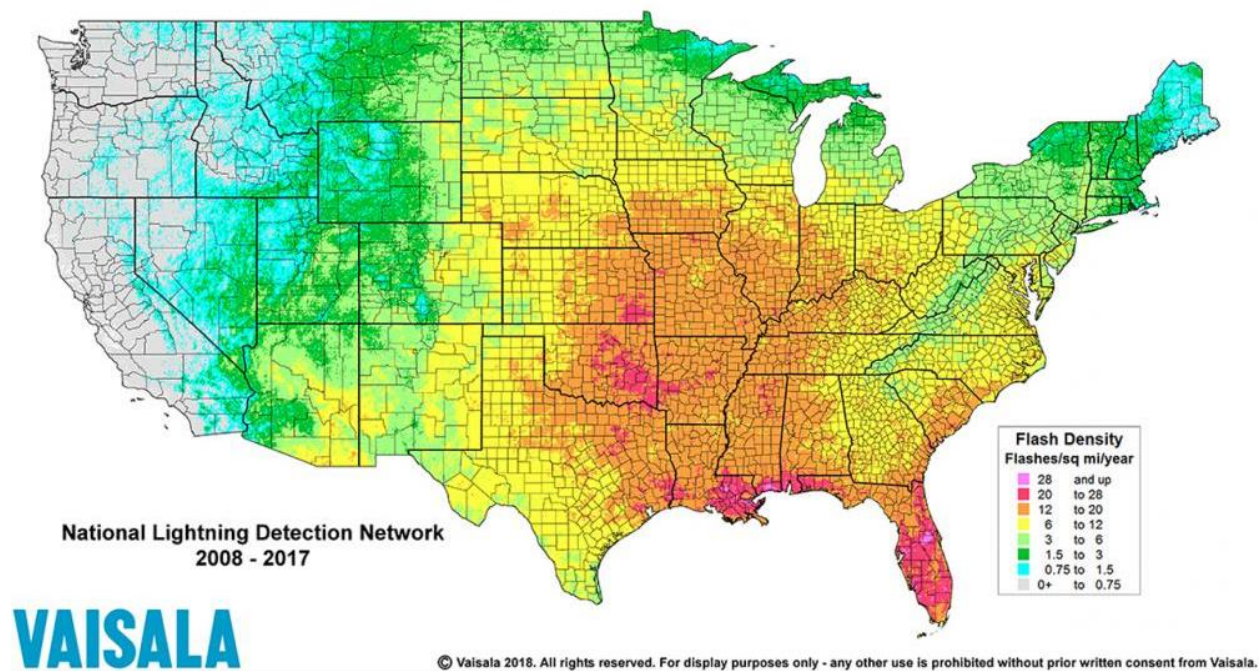 National Lightning Detection Network
2008 - 2017
Flash Density
Flashes/sq mi/year
28 and up
20 to 28
12 to 20
6 to 12
3 to 6
1.5 to 3
0.75 to 1.5
0+ to 0.75
VAISALA
© Vaisala 2018. All rights reserved. For display purposes only - any other use is prohibited without prior written consent from Vaisala